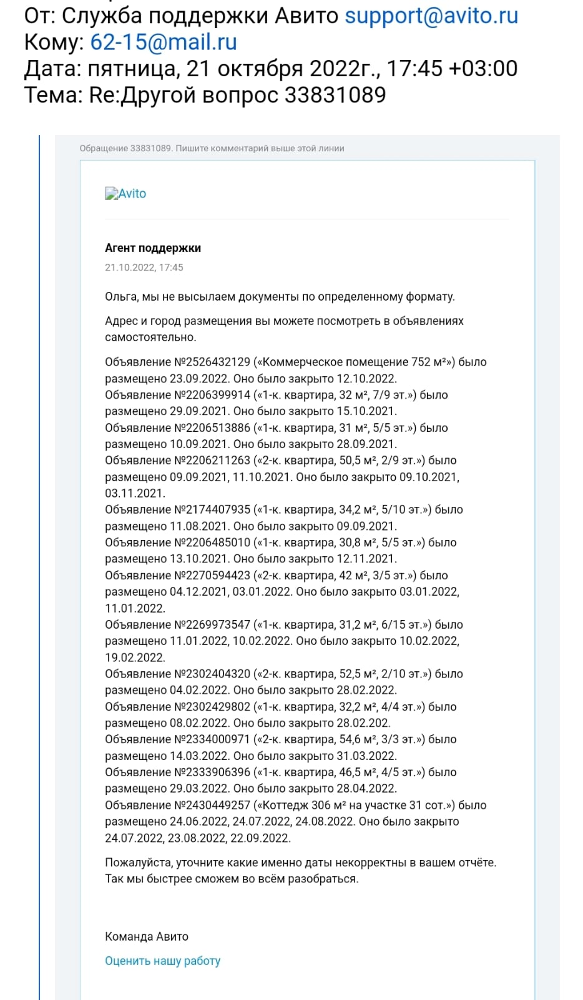 От: Служба поддержки Авито support@avito.ru
Кому: 62-15@mail.ru
Дата: пятница, 21 октября 2022г., 17:45 +03:00
Тема: Re:Другой вопрос 33831089
Обращение 33831089. Пишите комментарий выше этой линии
Avito
Агент поддержки
21.10.2022, 17:45
Ольга, мы не высылаем документы по определенному формату.
Адрес и город размещения вы можете посмотреть в объявлениях
самостоятельно.
Объявление №2526432129 («Коммерческое помещение 752 м²») было
размещено 23.09.2022. Оно было закрыто 12.10.2022.
Объявление №2206399914 («1-к. квартира, 32 м², 7/9 эт.») было
размещено 29.09.2021. Оно было закрыто 15.10.2021.
Объявление №2206513886 («1-к. квартира, 31 м², 5/5 эт.») было
размещено 10.09.2021. Оно было закрыто 28.09.2021.
Объявление №2206211263 («2-к. квартира, 50,5 м², 2/9 эт.») было
размещено 09.09.2021, 11.10.2021. Оно было закрыто 09.10.2021,
03.11.2021.
Объявление №2174407935 («1-к. квартира, 34,2 м², 5/10 эт.») было
размещено 11.08.2021. Оно было закрыто 09.09.2021.
Объявление №2206485010 («1-к. квартира, 30,8 м², 5/5 эт.») было
размещено 13.10.2021. Оно было закрыто 12.11.2021.
Объявление №2270594423 («2-к. квартира, 42 м², 3/5 эт.») было
размещено 04.12.2021, 03.01.2022. Оно было закрыто 03.01.2022,
11.01.2022.
Объявление №2269973547 («1-к. квартира, 31,2 м², 6/15 эт.») было
размещено 11.01.2022, 10.02.2022. Оно было закрыто 10.02.2022,
19.02.2022.
Объявление №2302404320 («2-к. квартира, 52,5 м², 2/10 эт.») было
размещено 04.02.2022. Оно было закрыто 28.02.2022.
Объявление №2302429802 («1-к. квартира, 32,2 м², 4/4 эт.») было
размещено 08.02.2022. Оно было закрыто 28.02.202.
Объявление №2334000971 («2-к. квартира, 54,6 м², 3/3 эт.») было
размещено 14.03.2022. Оно было закрыто 31.03.2022.
Объявление №2333906396 («1-к. квартира, 46,5 м², 4/5 эт.») было
размещено 29.03.2022. Оно было закрыто 28.04.2022.
Объявление №2430449257 («Коттедж 306 м² на участке 31 сот.») было
размещено 24.06.2022, 24.07.2022, 24.08.2022. Оно было закрыто
24.07.2022, 23.08.2022, 22.09.2022.
Пожалуйста, уточните какие именно даты некорректны в вашем отчёте.
Так мы быстрее сможем во всём разобраться.
Команда Авито
Оценить нашу работу